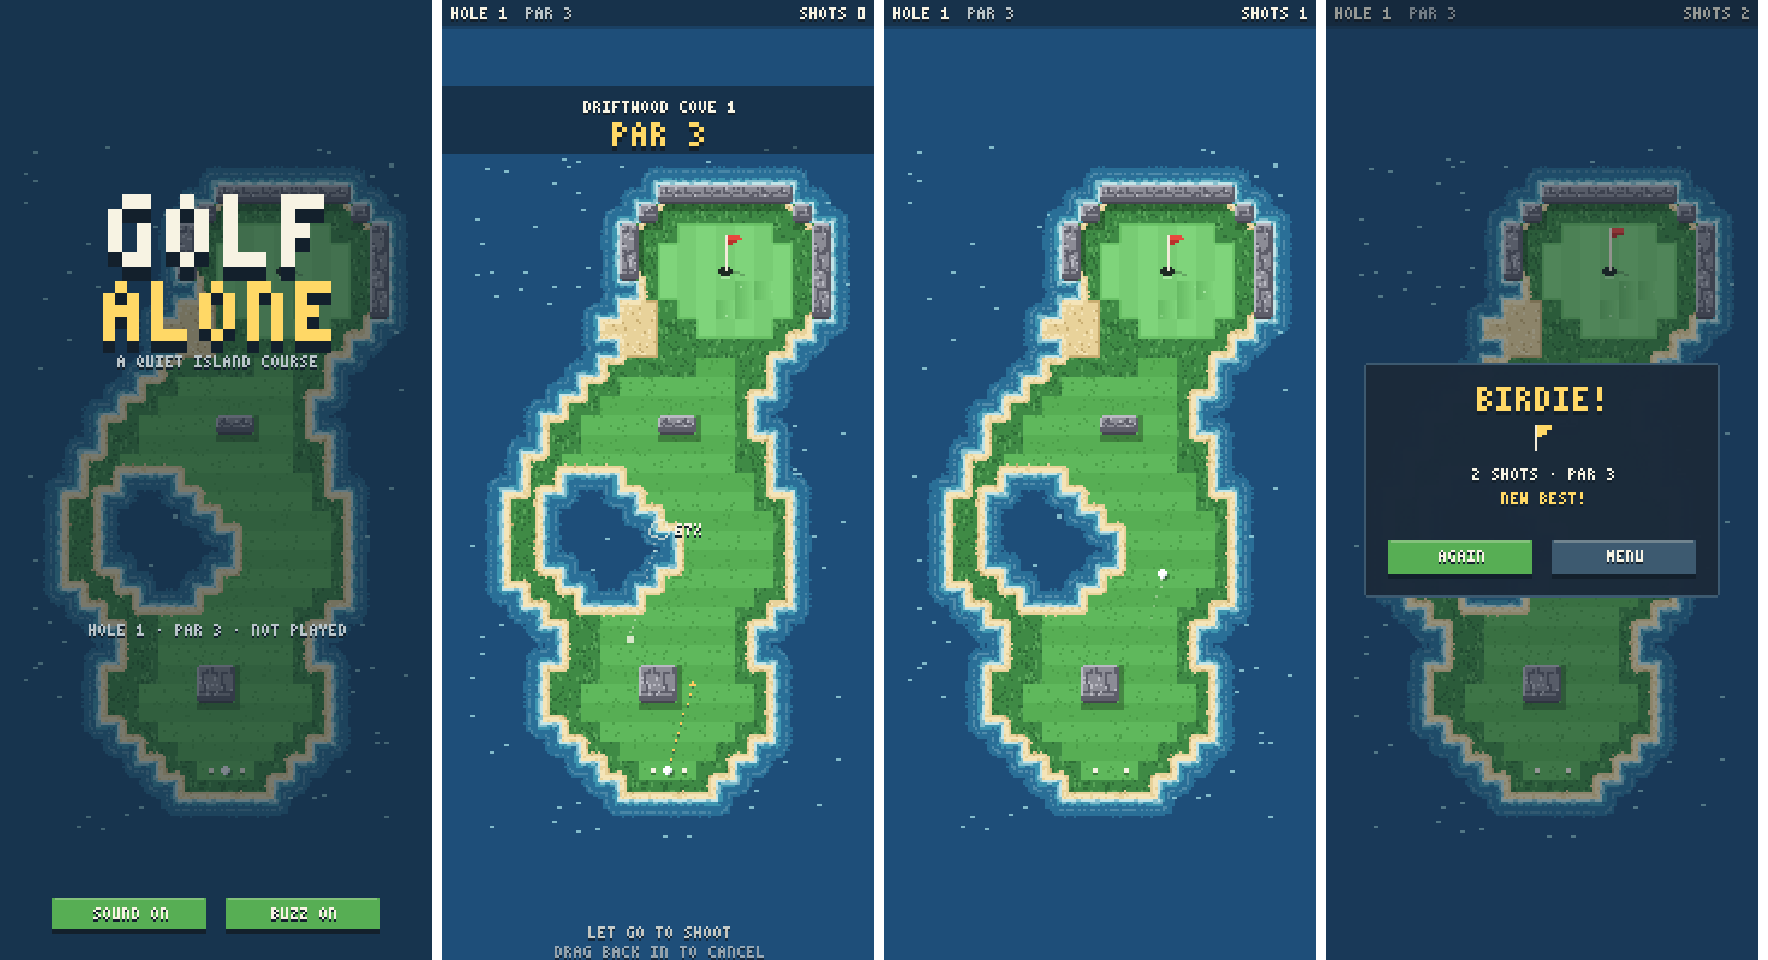 GOLF
ALONE
A QUIET ISLAND COURSE
HOLE 1 · PAR 3 · NOT PLAYED
SOUND ON
BUZZ ON
HOLE 1 PAR 3
SHOTS 0
DRIFTWOOD COVE 1
PAR 3
67%
LET GO TO SHOOT
DRAG BACK IN TO CANCEL
HOLE 1 PAR 3
SHOTS 1
HOLE 1 PAR 3
SHOTS 2
BIRDIE!
2 SHOTS · PAR 3
NEW BEST!
AGAIN
MENU